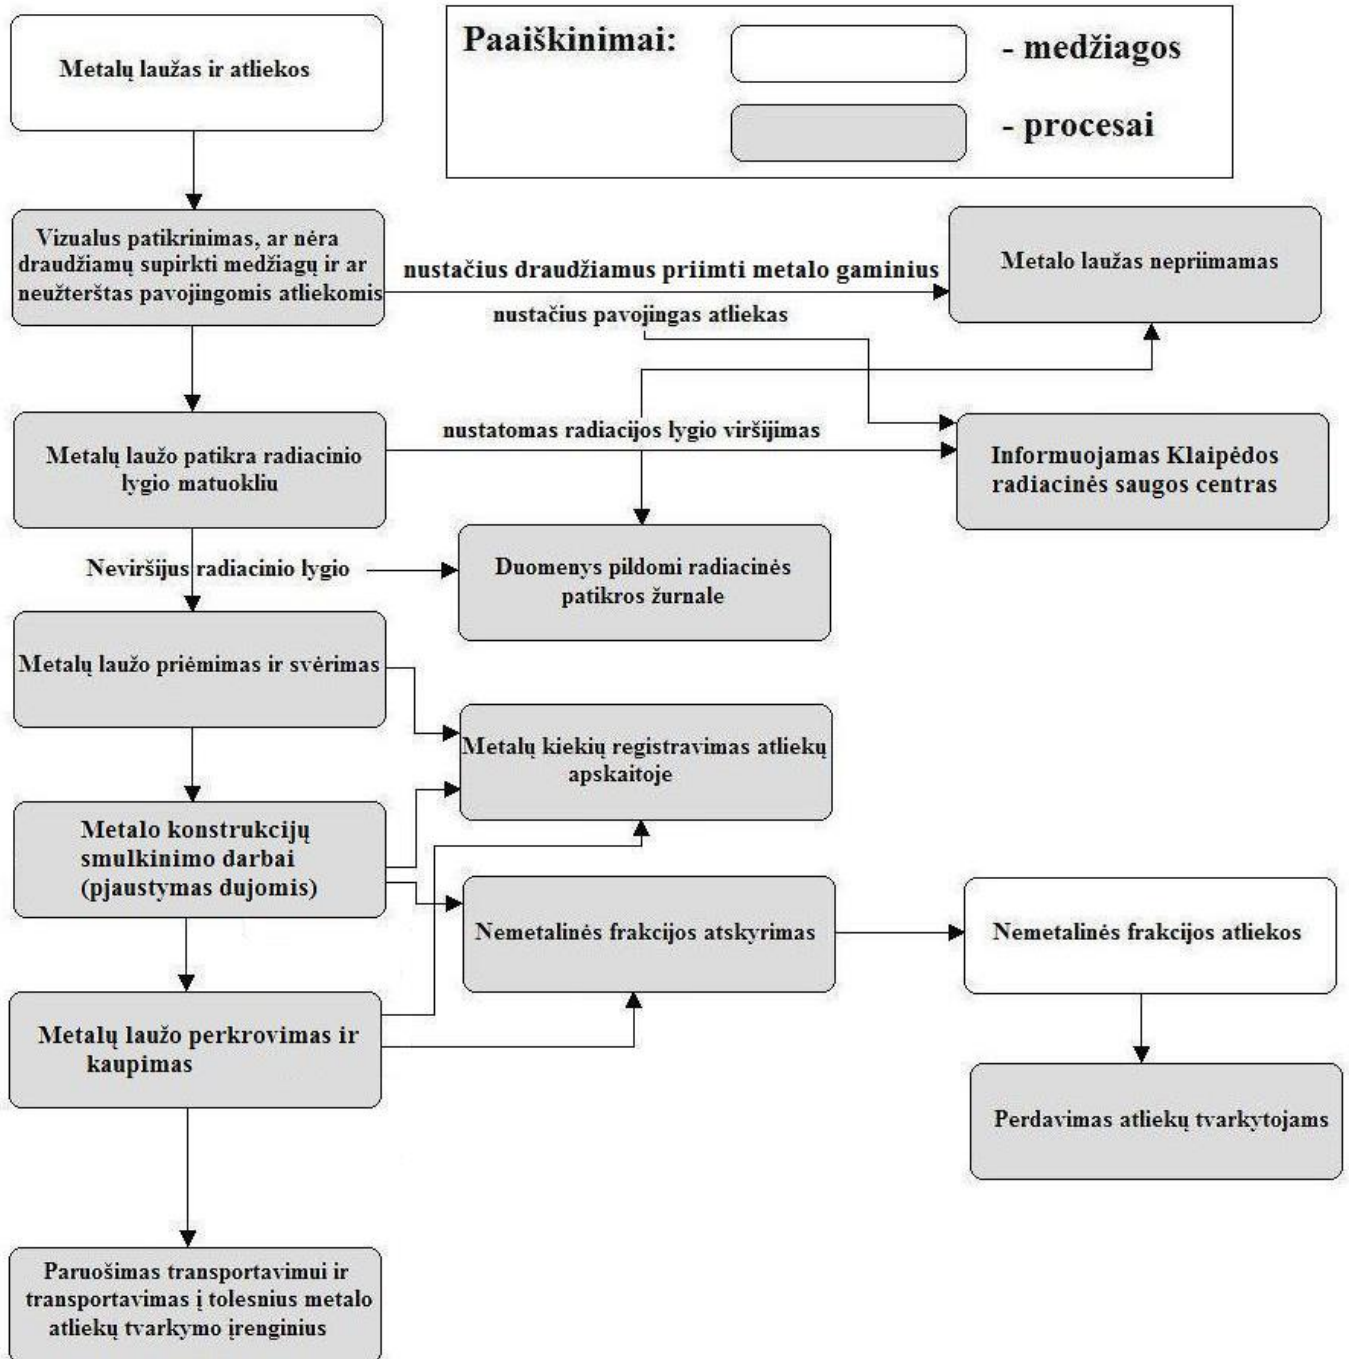 Metalų laužas ir atliekos
Paaiškinimai:
- medžiagos
- procesai
Vizualus patikrinimas, ar nėra
draudžiamų supirkti medžiagų ir ar
neužterštas pavojingomis atliekomis
nustačius draudžiamus priimti metalo gaminius
nustačius pavojingas atliekas
Metalo laužas nepriimamas
Metalų laužo patikra radiacinio
lygio matuokliu
nustatomas radiacijos lygio viršijimas
Informuojamas Klaipėdos
radiacinės saugos centras
Neviršijus radiacinio lygio
Duomenys pildomi radiacinės
patikros žurnale
Metalų laužo priėmimas ir svėrimas
Metalų kiekių registravimas atliekų
apskaitoje
Metalo konstrukcijų
smulkinimo darbai
(pjaustymas dujomis)
Nemetalinės frakcijos atskyrimas
Nemetalinės frakcijos atliekos
Metalų laužo perkrovimas ir
kaupimas
Perdavimas atliekų tvarkytojams
Paruošimas transportavimui ir
transportavimas į tolesnius metalo
atliekų tvarkymo įrenginius